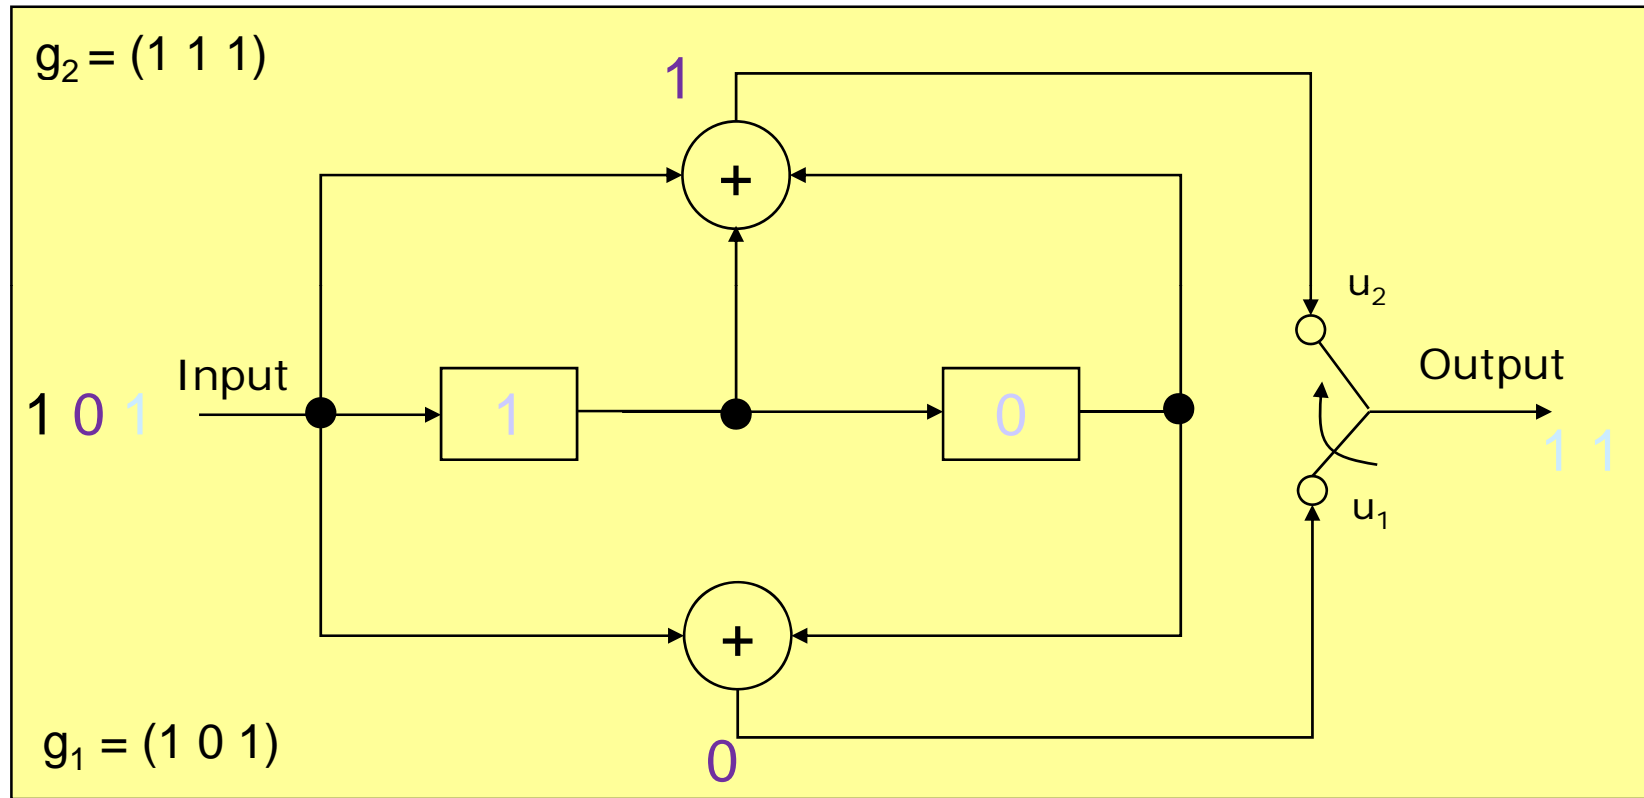 g₂ = (1 1 1)
1
+
u₂
Input
Output
1 0 1
1
0
1 1
u₁
+
g₁ = (1 0 1)
0